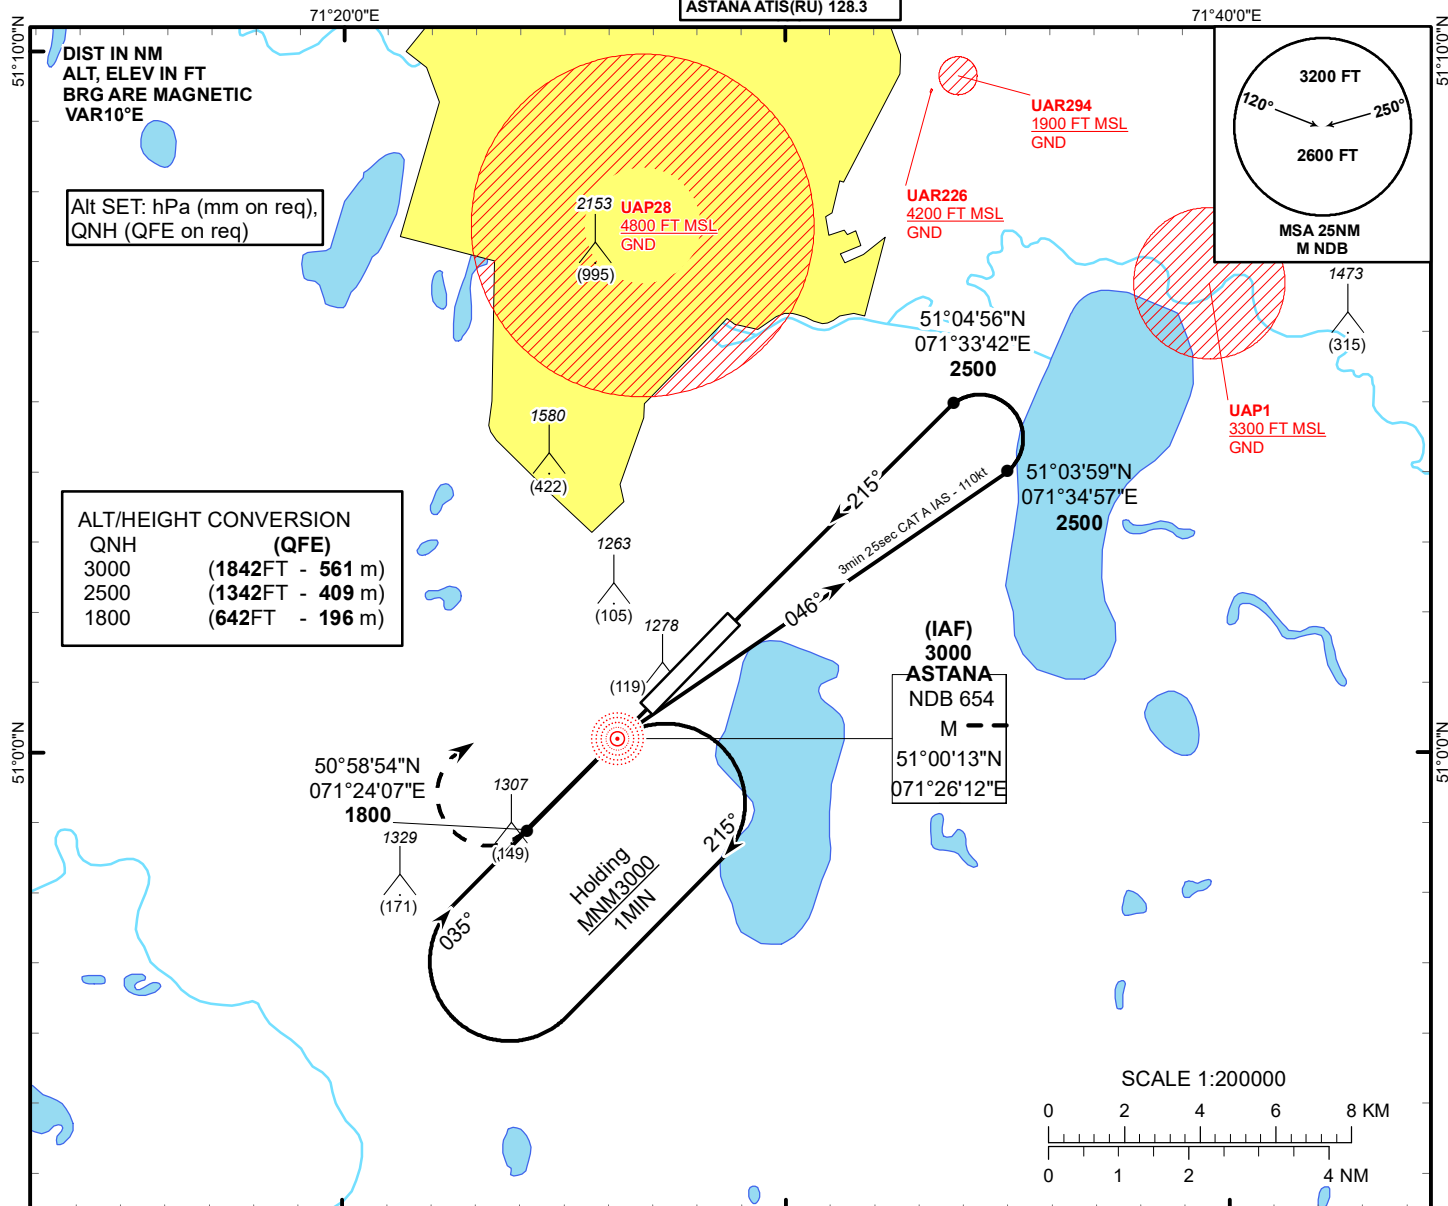 ASTANA ATIS(RU) 128.3
71°20'0"E
71°40'0"E
51°10'0"N
51°10'0"N
DIST IN NM
ALT, ELEV IN FT
BRG ARE MAGNETIC
VAR10°E
Alt SET: hPa (mm on req),
QNH (QFE on req)
3200 FT
120°
250°
2600 FT
MSA 25NM
M NDB
UAR294
1900 FT MSL
GND
UAR226
4200 FT MSL
GND
2153
(995)
UAP28
4800 FT MSL
GND
1473
(315)
51°04'56"N
071°33'42"E
2500
UAP1
3300 FT MSL
GND
1580
(422)
51°03'59"N
071°34'57"E
2500
215°
3min 25sec CAT A IAS - 110kt
046°
ALT/HEIGHT CONVERSION
QNH (QFE)
3000 (1842FT - 561 m)
2500 (1342FT - 409 m)
1800 (642FT - 196 m)
1263
(105)
1278
(119)
(IAF)
3000
ASTANA
NDB 654
M
51°00'13"N
071°26'12"E
51°0'0"N
51°0'0"N
50°58'54"N
071°24'07"E
1800
1307
(149)
1329
(171)
215°
Holding
MNM3000
1MIN
035°
SCALE 1:200000
0 2 4 6 8 KM
0 1 2 4 NM